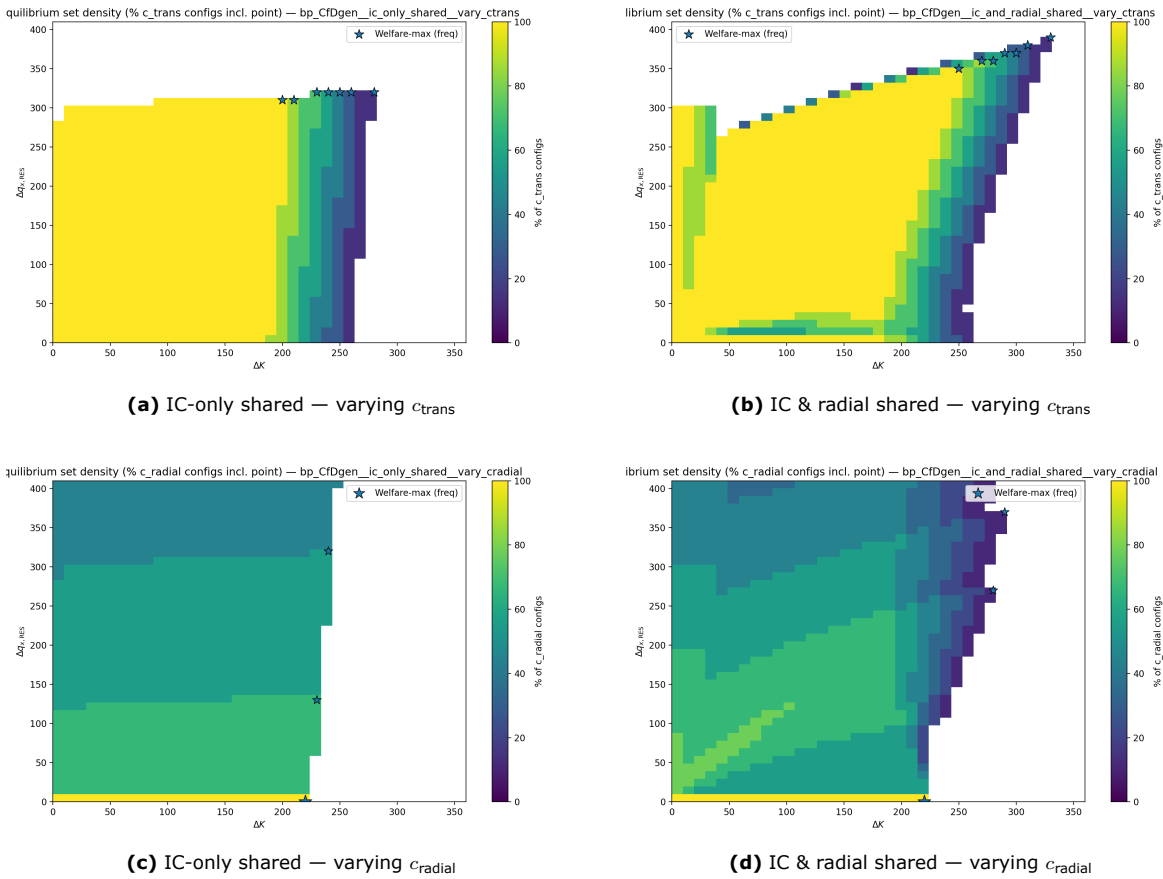 quilibrium set density (% c_trans configs incl. point) — bp_CfDgen__ic_only_shared__vary_ctrans
400
350
300
250
200
150
100
50
0
Δq_{x, RES}
0 50 100 150 200 250 300 350
ΔK
Welfare-max (freq)
100
80
60
40
20
0
% of c_trans configs
(a) IC-only shared — varying c_trans
librium set density (% c_trans configs incl. point) — bp_CfDgen__ic_and_radial_shared__vary_ctrans
400
350
300
250
200
150
100
50
0
Δq_{x, RES}
0 50 100 150 200 250 300 350
ΔK
Welfare-max (freq)
100
80
60
40
20
0
% of c_trans configs
(b) IC & radial shared — varying c_trans
quilibrium set density (% c_radial configs incl. point) — bp_CfDgen__ic_only_shared__vary_cradial
400
350
300
250
200
150
100
50
0
Δq_{x, RES}
0 50 100 150 200 250 300 350
ΔK
Welfare-max (freq)
100
80
60
40
20
0
% of c_radial configs
(c) IC-only shared — varying c_radial
ibrium set density (% c_radial configs incl. point) — bp_CfDgen__ic_and_radial_shared__vary_cradial
400
350
300
250
200
150
100
50
0
Δq_{x, RES}
0 50 100 150 200 250 300 350
ΔK
Welfare-max (freq)
100
80
60
40
20
0
% of c_radial configs
(d) IC & radial shared — varying c_radial